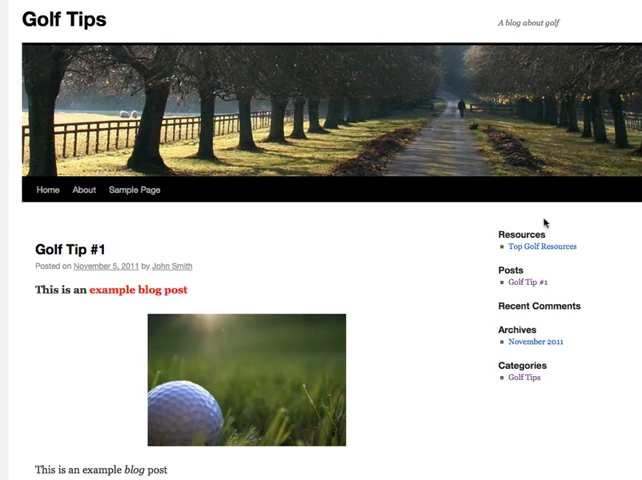 Golf Tips
A blog about golf
Home About Sample Page
Golf Tip #1
Posted on November 5, 2011 by John Smith
This is an example blog post
This is an example blog post
Resources
Top Golf Resources
Posts
Golf Tip #1
Recent Comments
Archives
November 2011
Categories
Golf Tips